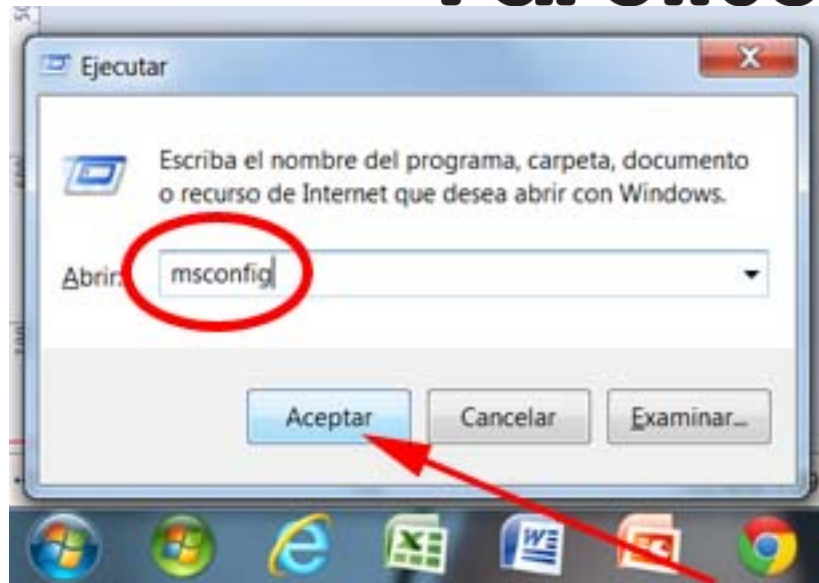 Ejecutar
Escriba el nombre del programa, carpeta, documento
o recurso de Internet que desea abrir con Windows.
Abrir: msconfig
Aceptar Cancelar Examinar...